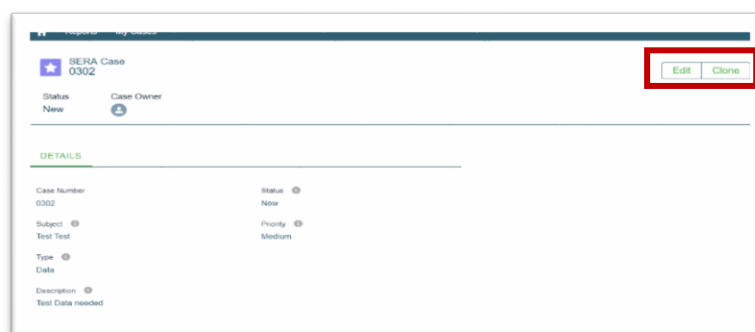 Reports My Cases
SERA Case
0302
Edit Clone
Status Case Owner
New
DETAILS
Case Number Status
0302 New
Subject Priority
Test Test Medium
Type
Data
Description
Test Data needed